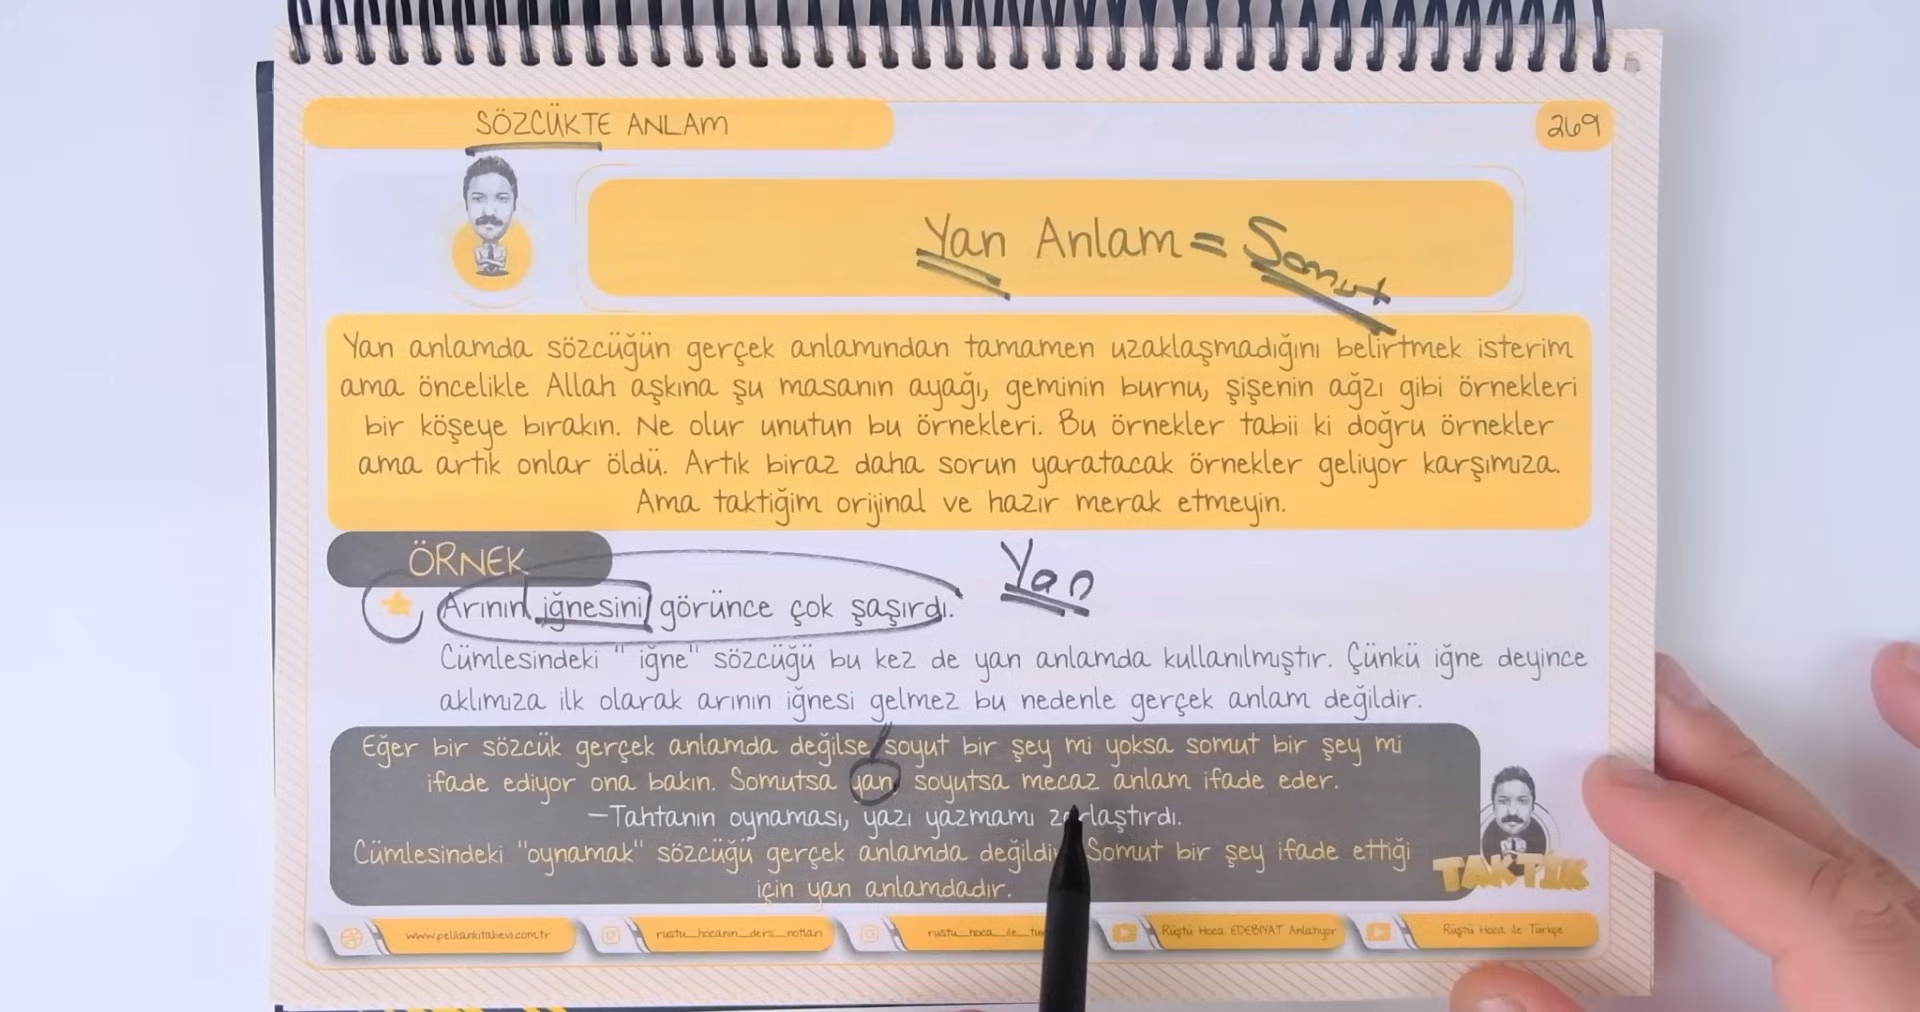 SÖZCÜKTE ANLAM
269
Yan Anlam = Somut
Yan anlamda sözcüğün gerçek anlamından tamamen uzaklaşmadığını belirtmek isterim
ama öncelikle Allah aşkına şu masanın ayağı, geminin burnu, şişenin ağzı gibi örnekleri
bir köşeye bırakın. Ne olur unutun bu örnekleri. Bu örnekler tabii ki doğru örnekler
ama artık onlar öldü. Artık biraz daha sorun yaratacak örnekler geliyor karşımıza.
Ama taktiğim orijinal ve hazır merak etmeyin.
ÖRNEK
Arının iğnesini görünce çok şaşırdı.
Yan
Cümlesindeki " iğne" sözcüğü bu kez de yan anlamda kullanılmıştır. Çünkü iğne deyince
aklımıza ilk olarak arının iğnesi gelmez bu nedenle gerçek anlam değildir.
Eğer bir sözcük gerçek anlamda değilse soyut bir şey mi yoksa somut bir şey mi
ifade ediyor ona bakın. Somutsa yan, soyutsa mecaz anlam ifade eder.
-Tahtanın oynaması, yazı yazmamı zorlaştırdı.
Cümlesindeki "oynamak" sözcüğü gerçek anlamda değildir. Somut bir şey ifade ettiği
için yan anlamdadır.
TAKTİK
www.pelikankitabevi.com.tr
rustu_hocanin_ders_notlari
rustu_hoca_ile_tu
Rüştü Hoca EDEBİYAT Anlatıyor
Rüştü Hoca ile Türkçe